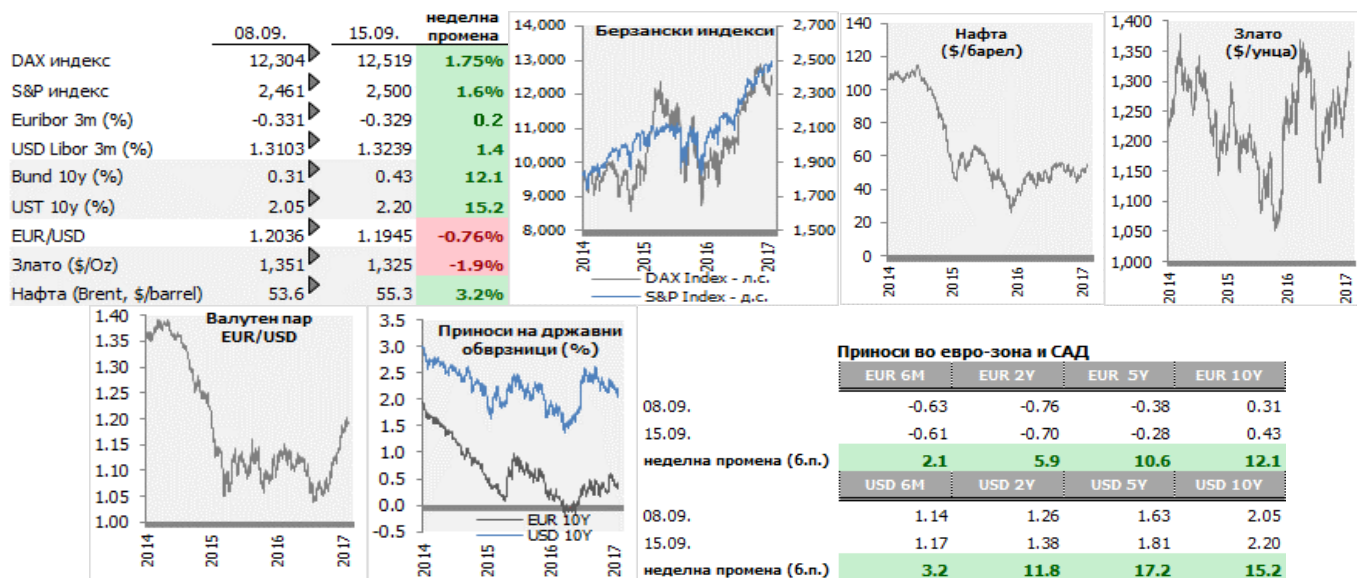 неделна
08.09. 15.09. промена
DAX индекс 12,304 12,519 1.75%
S&P индекс 2,461 2,500 1.6%
Euribor 3m (%) -0.331 -0.329 0.2
USD Libor 3m (%) 1.3103 1.3239 1.4
Bund 10y (%) 0.31 0.43 12.1
UST 10y (%) 2.05 2.20 15.2
EUR/USD 1.2036 1.1945 -0.76%
Злато ($/Oz) 1,351 1,325 -1.9%
Нафта (Brent, $/barrel) 53.6 55.3 3.2%
Берзански индекси
14,000 2,700
13,000 2,500
12,000 2,300
11,000 2,100
10,000 1,900
9,000 1,700
8,000 1,500
2014 2015 2016 2017
DAX Index - л.с.
S&P Index - д.с.
Нафта
($/барел)
140
120
100
80
60
40
20
0
2014 2015 2016 2017
Злато
($/унца)
1,400
1,350
1,300
1,250
1,200
1,150
1,100
1,050
1,000
2014 2015 2016 2017
Валутен пар
EUR/USD
1.40
1.35
1.30
1.25
1.20
1.15
1.10
1.05
1.00
2014 2015 2016 2017
Приноси на државни
обврзници (%)
3.5
3.0
2.5
2.0
1.5
1.0
0.5
0.0
-0.5
EUR 10Y
USD 10Y
2014 2015 2016 2017
Приноси во евро-зона и САД
EUR 6M EUR 2Y EUR 5Y EUR 10Y
08.09. -0.63 -0.76 -0.38 0.31
15.09. -0.61 -0.70 -0.28 0.43
неделна промена (б.п.) 2.1 5.9 10.6 12.1
USD 6M USD 2Y USD 5Y USD 10Y
08.09. 1.14 1.26 1.63 2.05
15.09. 1.17 1.38 1.81 2.20
неделна промена (б.п.) 3.2 11.8 17.2 15.2